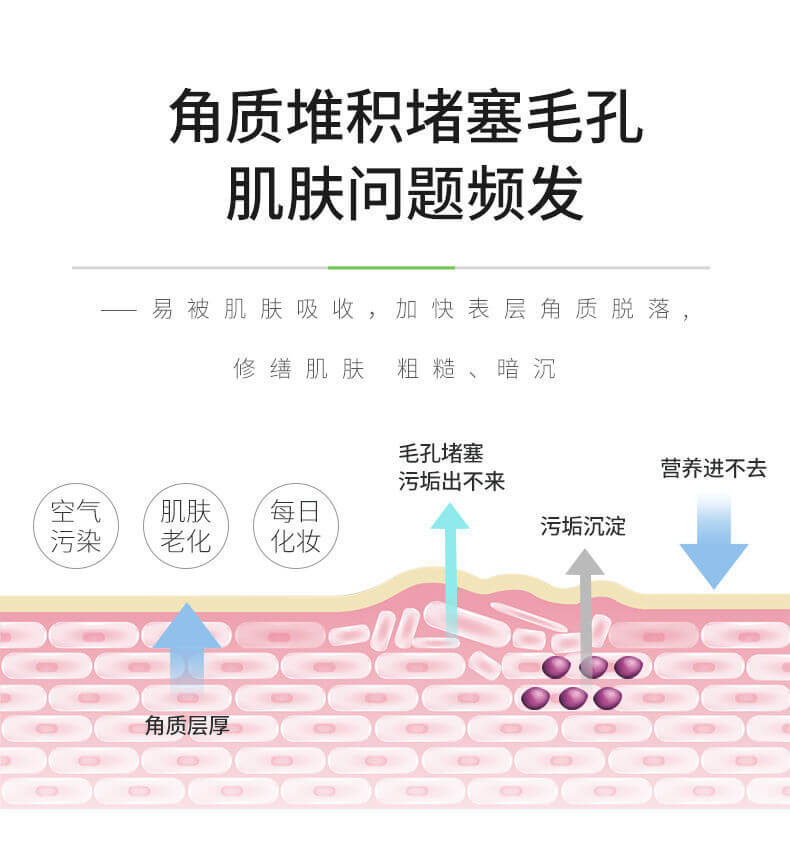 角质堆积堵塞毛孔
肌肤问题频发
——易被肌肤吸收，加快表层角质脱落，
修缮肌肤 粗糙、暗沉
毛孔堵塞
污垢出不来
营养进不去
空气
污染
肌肤
老化
每日
化妆
污垢沉淀
角质层厚